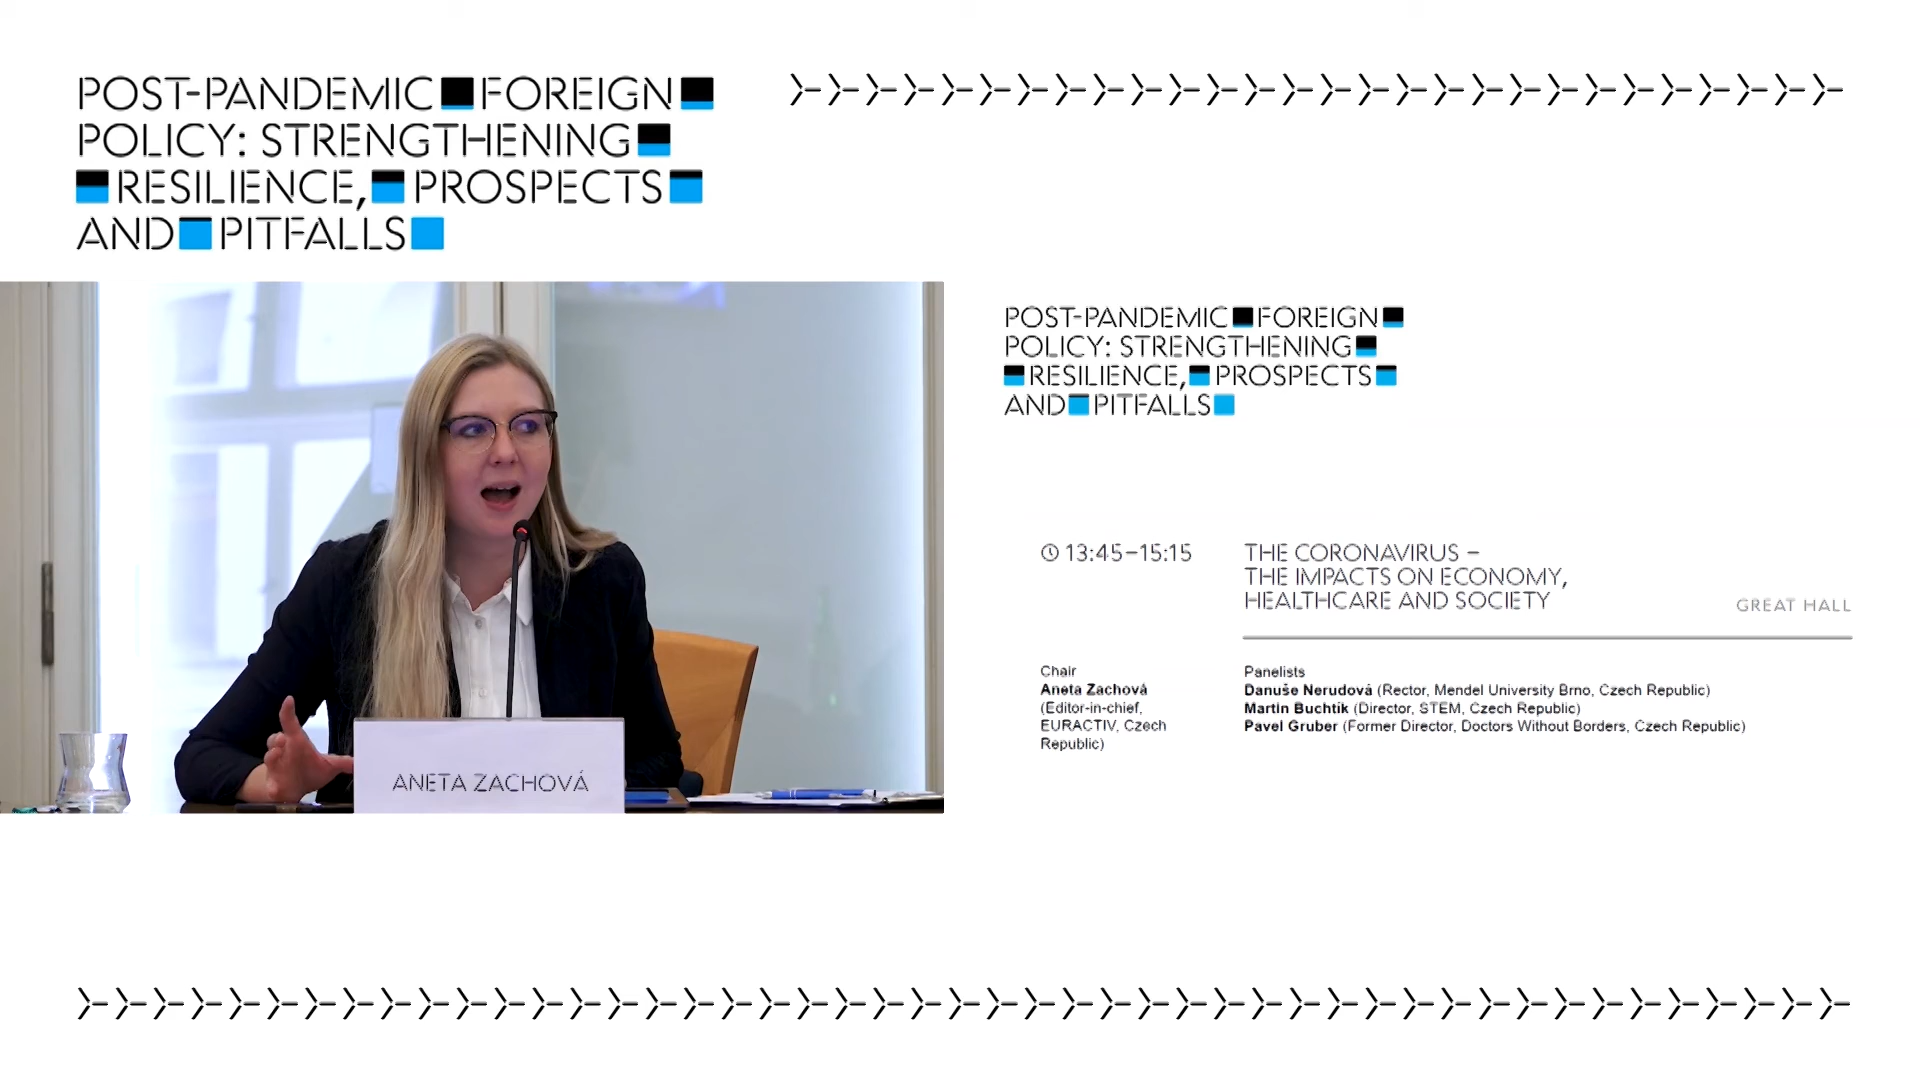 POST-PANDEMIC FOREIGN
POLICY: STRENGTHENING
RESILIENCE, PROSPECTS
AND PITFALLS
ANETA ZACHOVÁ
POST-PANDEMIC FOREIGN
POLICY: STRENGTHENING
RESILIENCE, PROSPECTS
AND PITFALLS
13:45–15:15
THE CORONAVIRUS –
THE IMPACTS ON ECONOMY,
HEALTHCARE AND SOCIETY
GREAT HALL
Chair
Aneta Zachová
(Editor-in-chief,
EURACTIV, Czech
Republic)
Panelists
Danuše Nerudová (Rector, Mendel University Brno, Czech Republic)
Martin Buchtík (Director, STEM, Czech Republic)
Pavel Gruber (Former Director, Doctors Without Borders, Czech Republic)